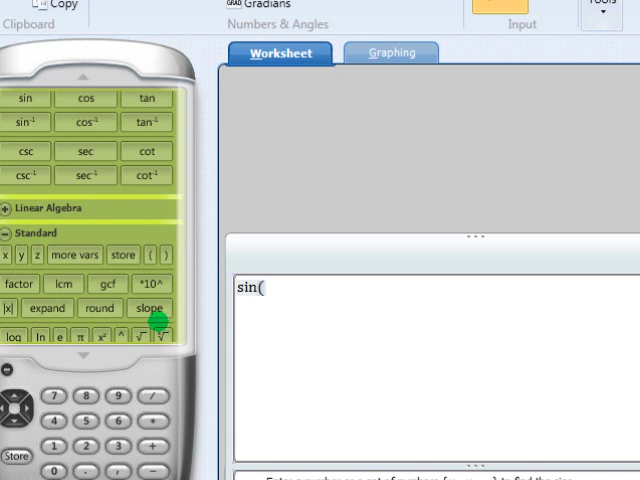 Copy
Gradians
Tools
Clipboard
Numbers & Angles
Input
Worksheet
Graphing
sin cos tan
sin⁻¹ cos⁻¹ tan⁻¹
csc sec cot
csc⁻¹ sec⁻¹ cot⁻¹
Linear Algebra
Standard
x y z more vars store ( )
factor lcm gcf *10^
|x| expand round slope
log ln e π x² ^ √ ∛
sin(
7 8 9 /
4 5 6 *
1 2 3 +
Store
0 . , −